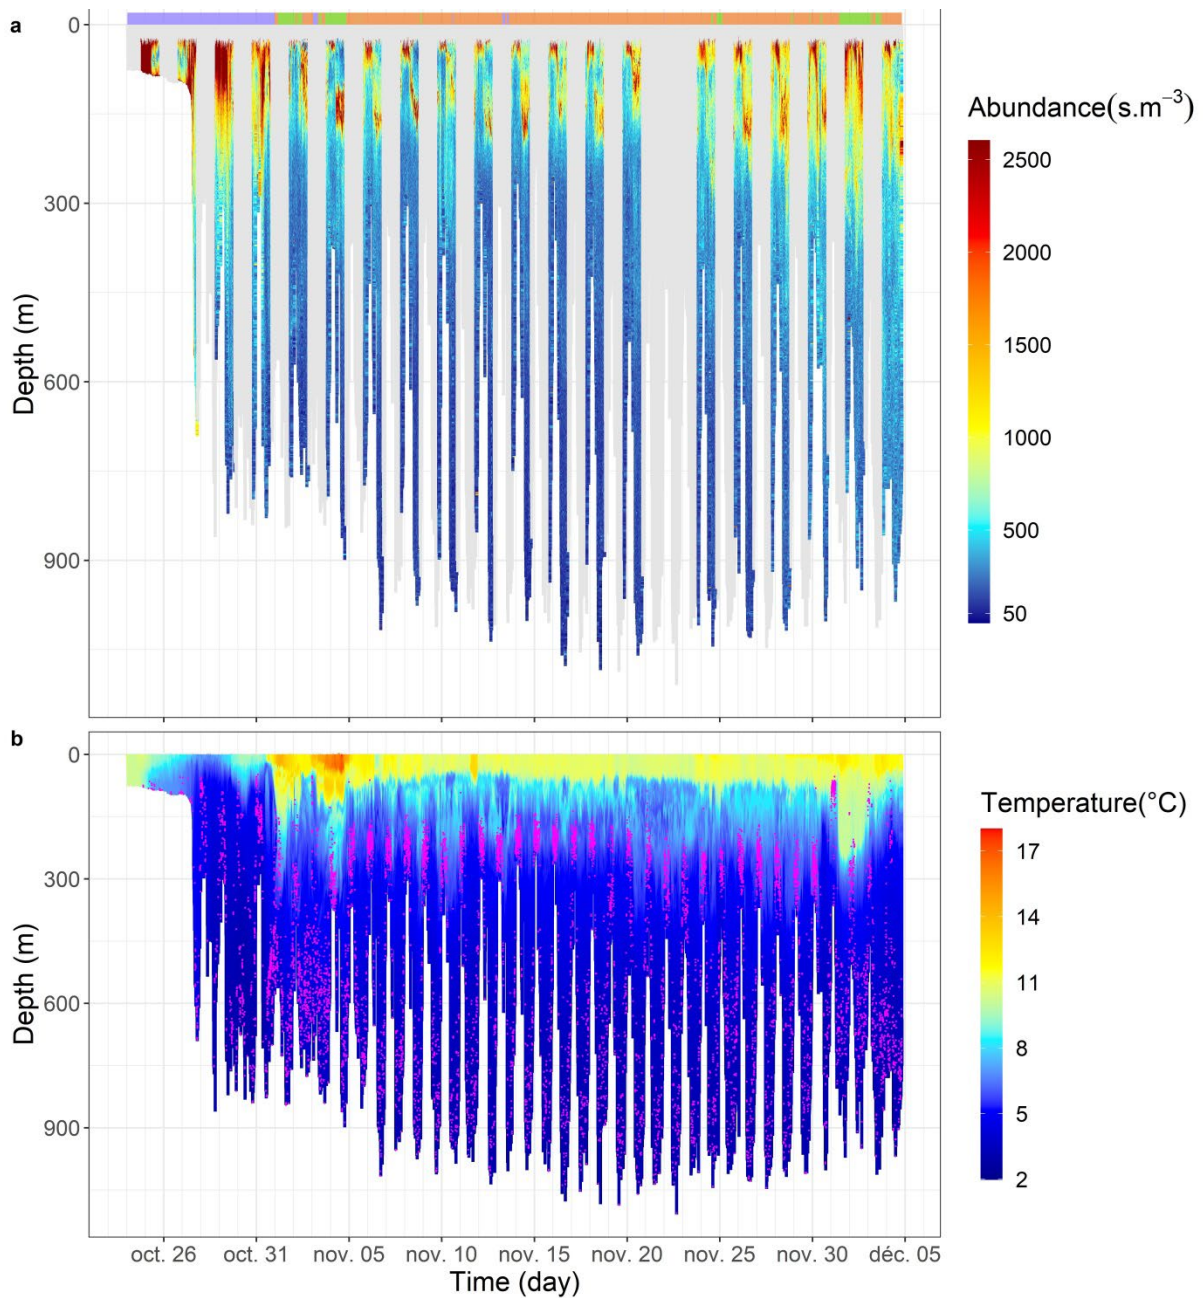 a
0
300
600
900
Depth (m)
Abundance(s.m⁻³)
2500
2000
1500
1000
500
50
b
0
300
600
900
Depth (m)
Temperature(°C)
17
14
11
8
5
2
oct. 26 oct. 31 nov. 05 nov. 10 nov. 15 nov. 20 nov. 25 nov. 30 déc. 05
Time (day)